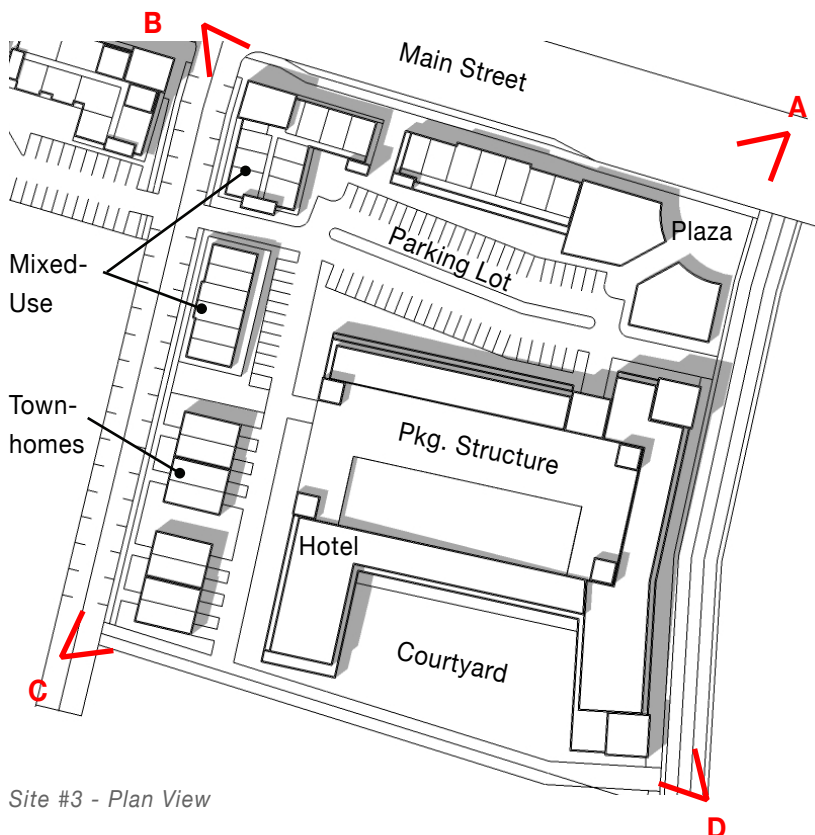 B
Main Street
A
Plaza
Parking Lot
Mixed-
Use
Town-
homes
Pkg. Structure
Hotel
Courtyard
C
Site #3 - Plan View
D